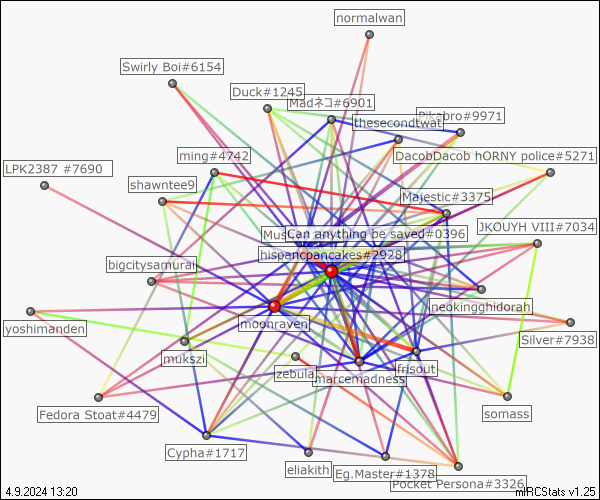 normalwan
Swirly Boi#6154
Duck#1245
Madネコ#6901
Pikabro#9971
thesecondtwat
ming#4742
DacobDacob hORNY police#5271
LPK2387 #7690
shawntee9
Majestic#3375
JKOUYH VIII#7034
Can anything be saved#0396
hispancpancakes#2928
bigcitysamurai
neokingghidorah
moonraven
yoshimanden
Silver#7938
mukszi
zebula
marcemadness
frisout
Fedora Stoat#4479
somass
Cypha#1717
eliakith
Eg.Master#1378
Pocket Persona#3326
4.9.2024 13:20
mIRCStats v1.25